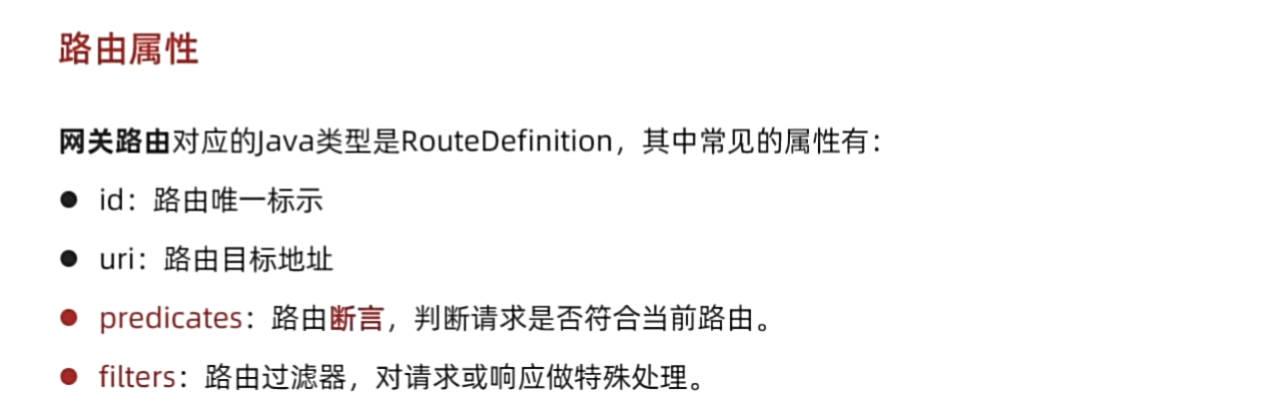 路由属性
网关路由对应的Java类型是RouteDefinition，其中常见的属性有：
● id：路由唯一标示
● uri：路由目标地址
● predicates：路由断言，判断请求是否符合当前路由。
● filters：路由过滤器，对请求或响应做特殊处理。